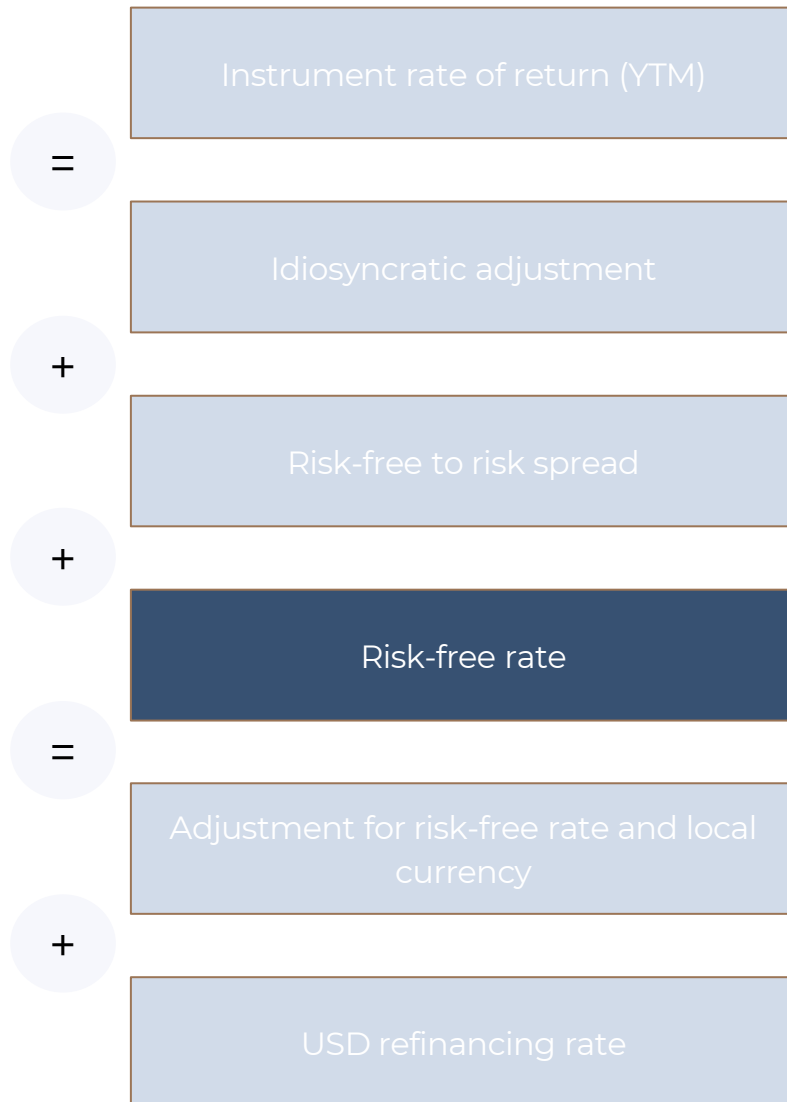 Instrument rate of return (YTM)
=
Idiosyncratic adjustment
+
Risk-free to risk spread
+
Risk-free rate
=
Adjustment for risk-free rate and local
currency
+
USD refinancing rate